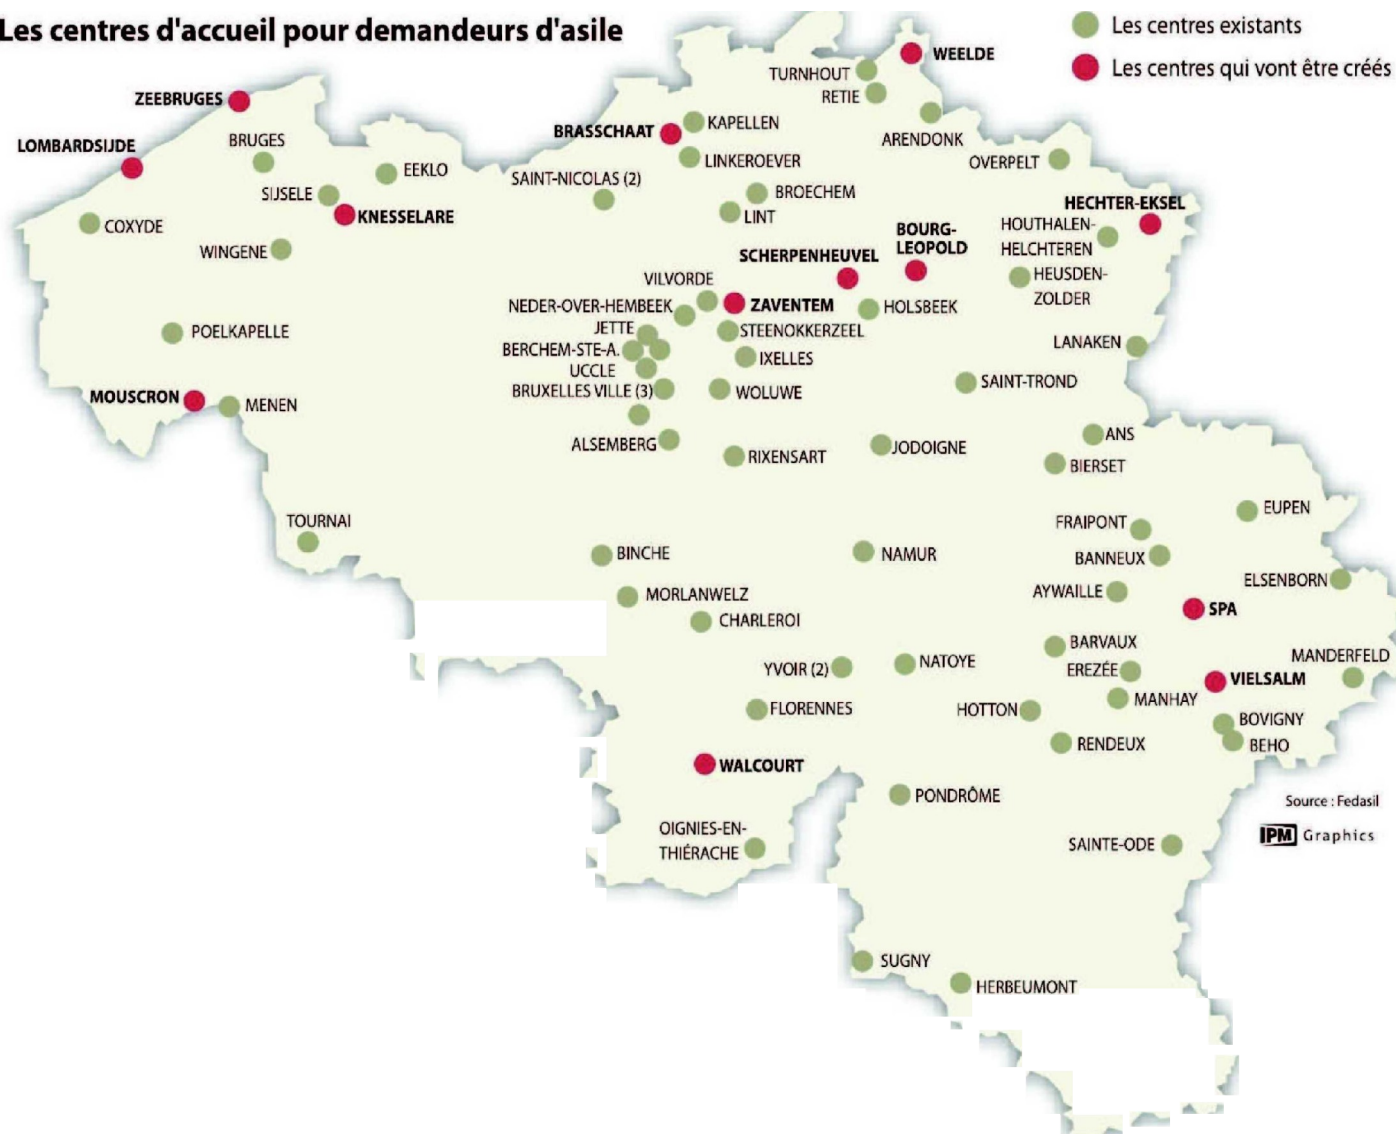 Les centres d'accueil pour demandeurs d'asile
Les centres existants
Les centres qui vont être créés
WEELDE
TURNHOUT
RETIE
ZEEBRUGES
ARENDONK
KAPELLEN
BRASSCHAAT
LOMBARDSIJDE
BRUGES
LINKEROEVER
OVERPELT
EEKLO
SAINT-NICOLAS (2)
BROECHEM
SIJSELE
KNESSELARE
LINT
HECHTER-EKSEL
COXYDE
HOUTHALEN-
HELCHTEREN
BOURG-
LEOPOLD
WINGENE
SCHERPENHEUVEL
HEUSDEN-
ZOLDER
VILVORDE
NEDER-OVER-HEMBEEK
ZAVENTEM
HOLSBEEK
JETTE
STEENOKKERZEEL
POELKAPELLE
LANAKEN
BERCHEM-STE-A.
IXELLES
UCCLE
SAINT-TROND
BRUXELLES VILLE (3)
WOLUWE
MOUSCRON
MENEN
ALSEMBERG
ANS
RIXENSART
JODOIGNE
BIERSET
EUPEN
TOURNAI
FRAIPONT
BINCHE
NAMUR
BANNEUX
ELSENBORN
AYWAILLE
MORLANWELZ
SPA
CHARLEROI
BARVAUX
MANDERFELD
YVOIR (2)
NATOYE
EREZÉE
VIELSALM
MANHAY
FLORENNES
HOTTON
BOVIGNY
RENDEUX
BEHO
WALCOURT
PONDRÔME
Source : Fedasil
IPM Graphics
OIGNIES-EN-
THIÉRACHE
SAINTE-ODE
SUGNY
HERBEUMONT